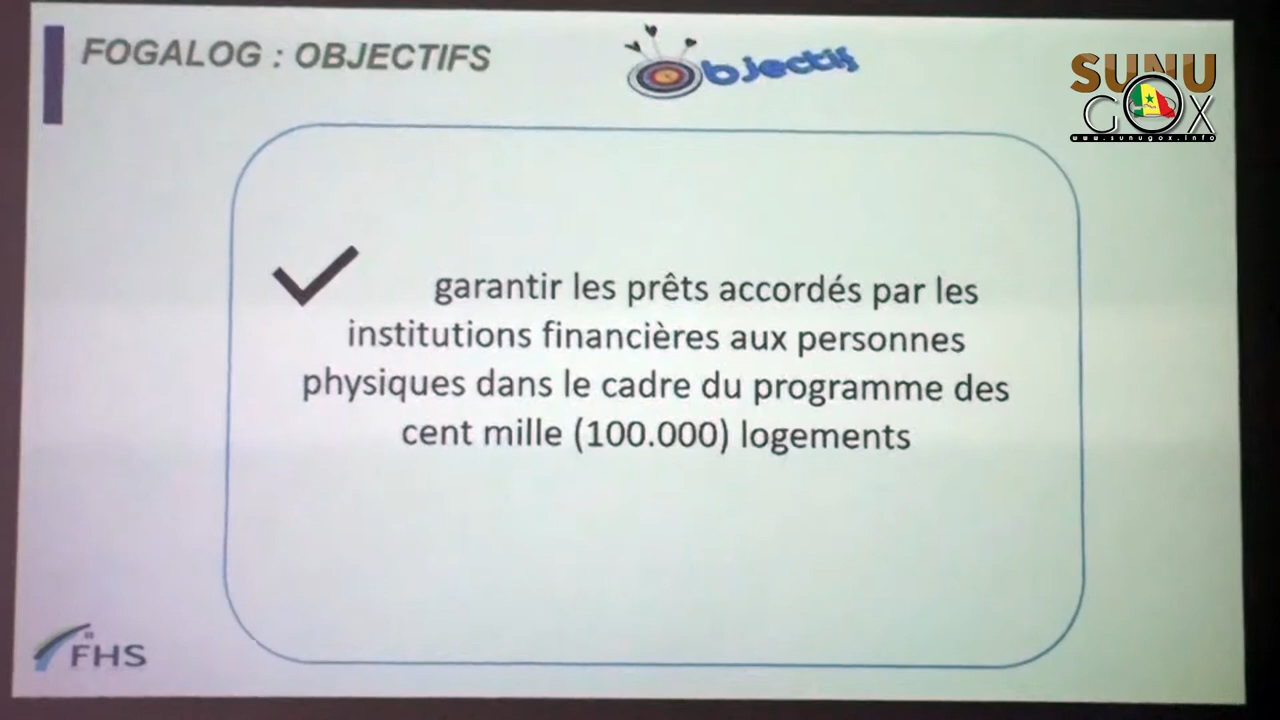 FOGALOG : OBJECTIFS
bjectif
SUNU
GOX
www.sunugox.info
garantir les prêts accordés par les
institutions financières aux personnes
physiques dans le cadre du programme des
cent mille (100.000) logements
FHS